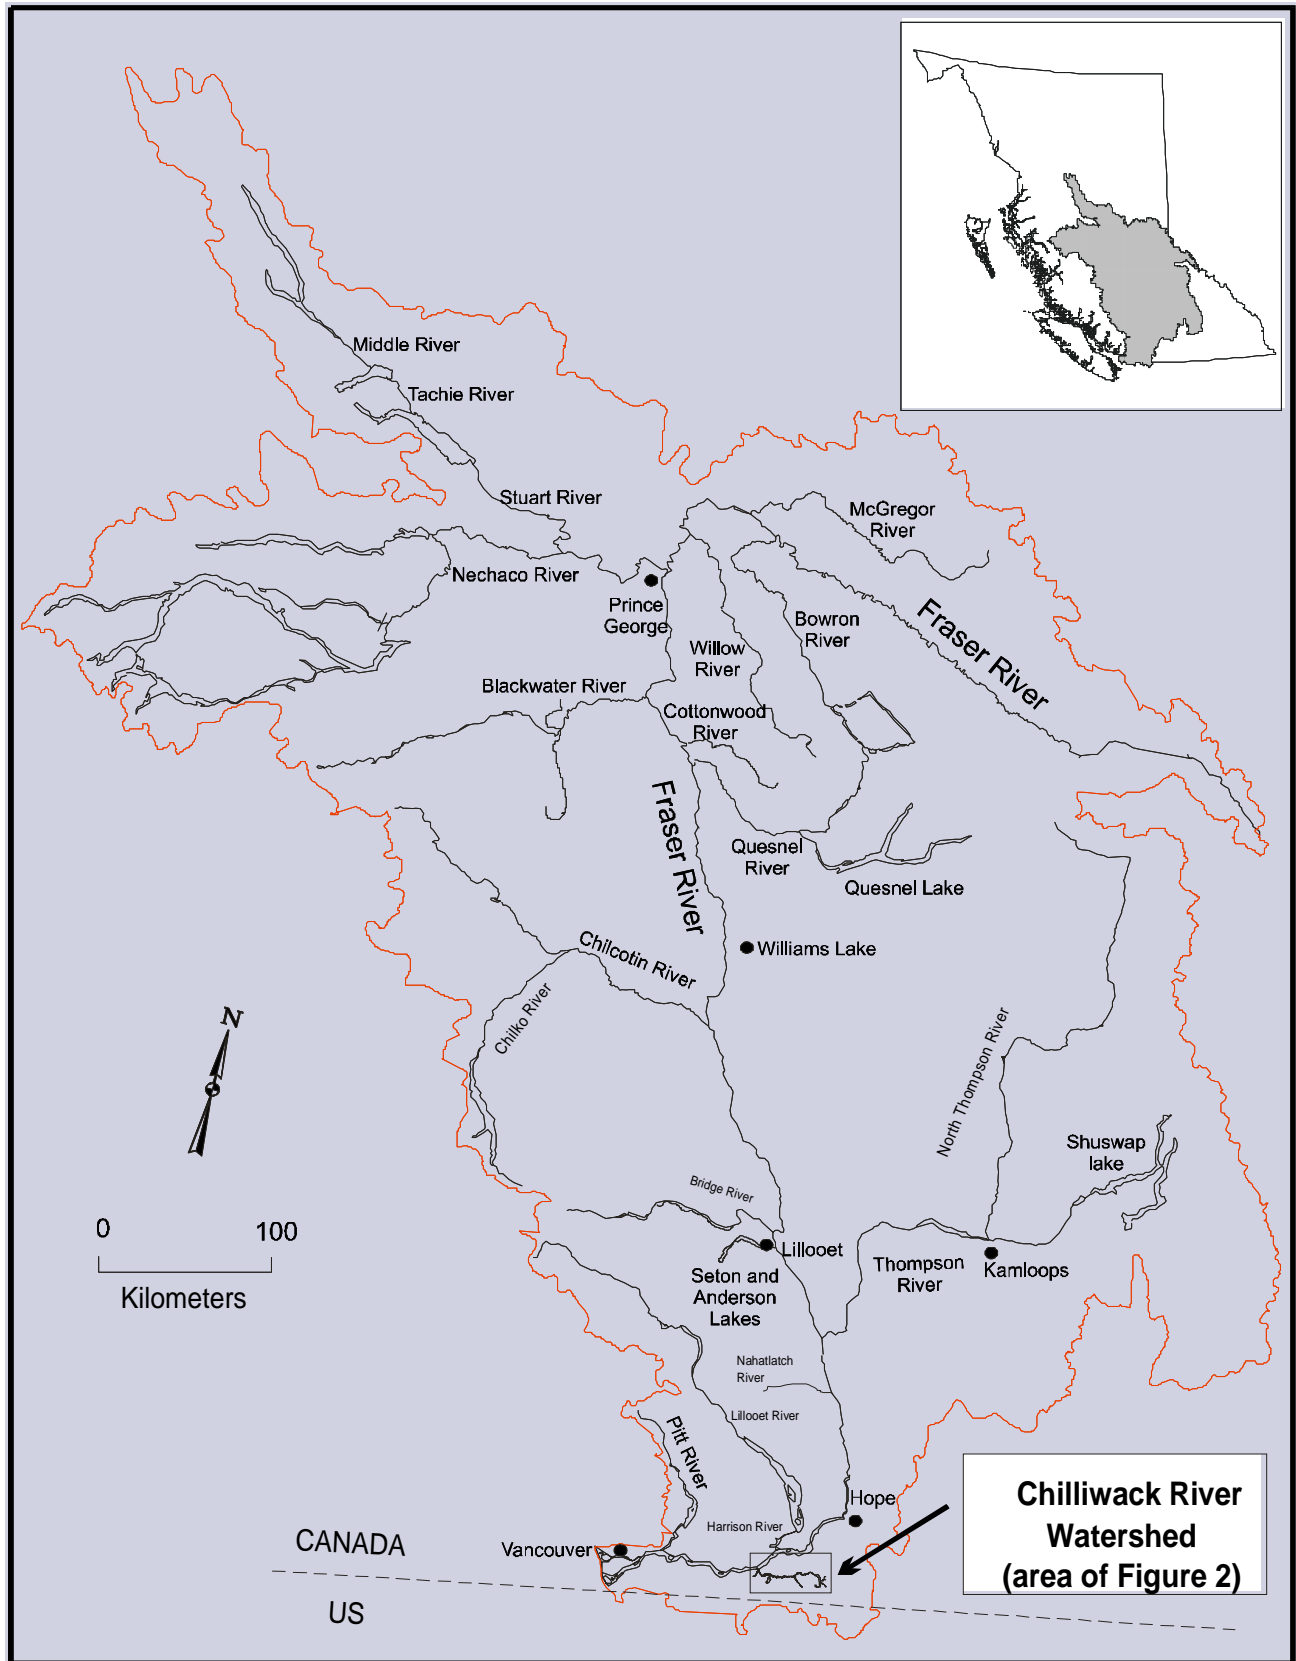 Middle River
Tachie River
Stuart River
McGregor
River
Nechaco River
Prince
George
Bowron
River
Fraser River
Willow
River
Blackwater River
Cottonwood
River
Fraser River
Quesnel
River
Quesnel Lake
Williams Lake
Chilcotin River
Chilko River
N
North Thompson River
Shuswap
lake
Bridge River
0
100
Kilometers
Lillooet
Seton and
Anderson
Lakes
Thompson
River
Kamloops
Nahatlatch
River
Lillooet River
Pitt River
Hope
Harrison River
Vancouver
CANADA
US
Chilliwack River
Watershed
(area of Figure 2)